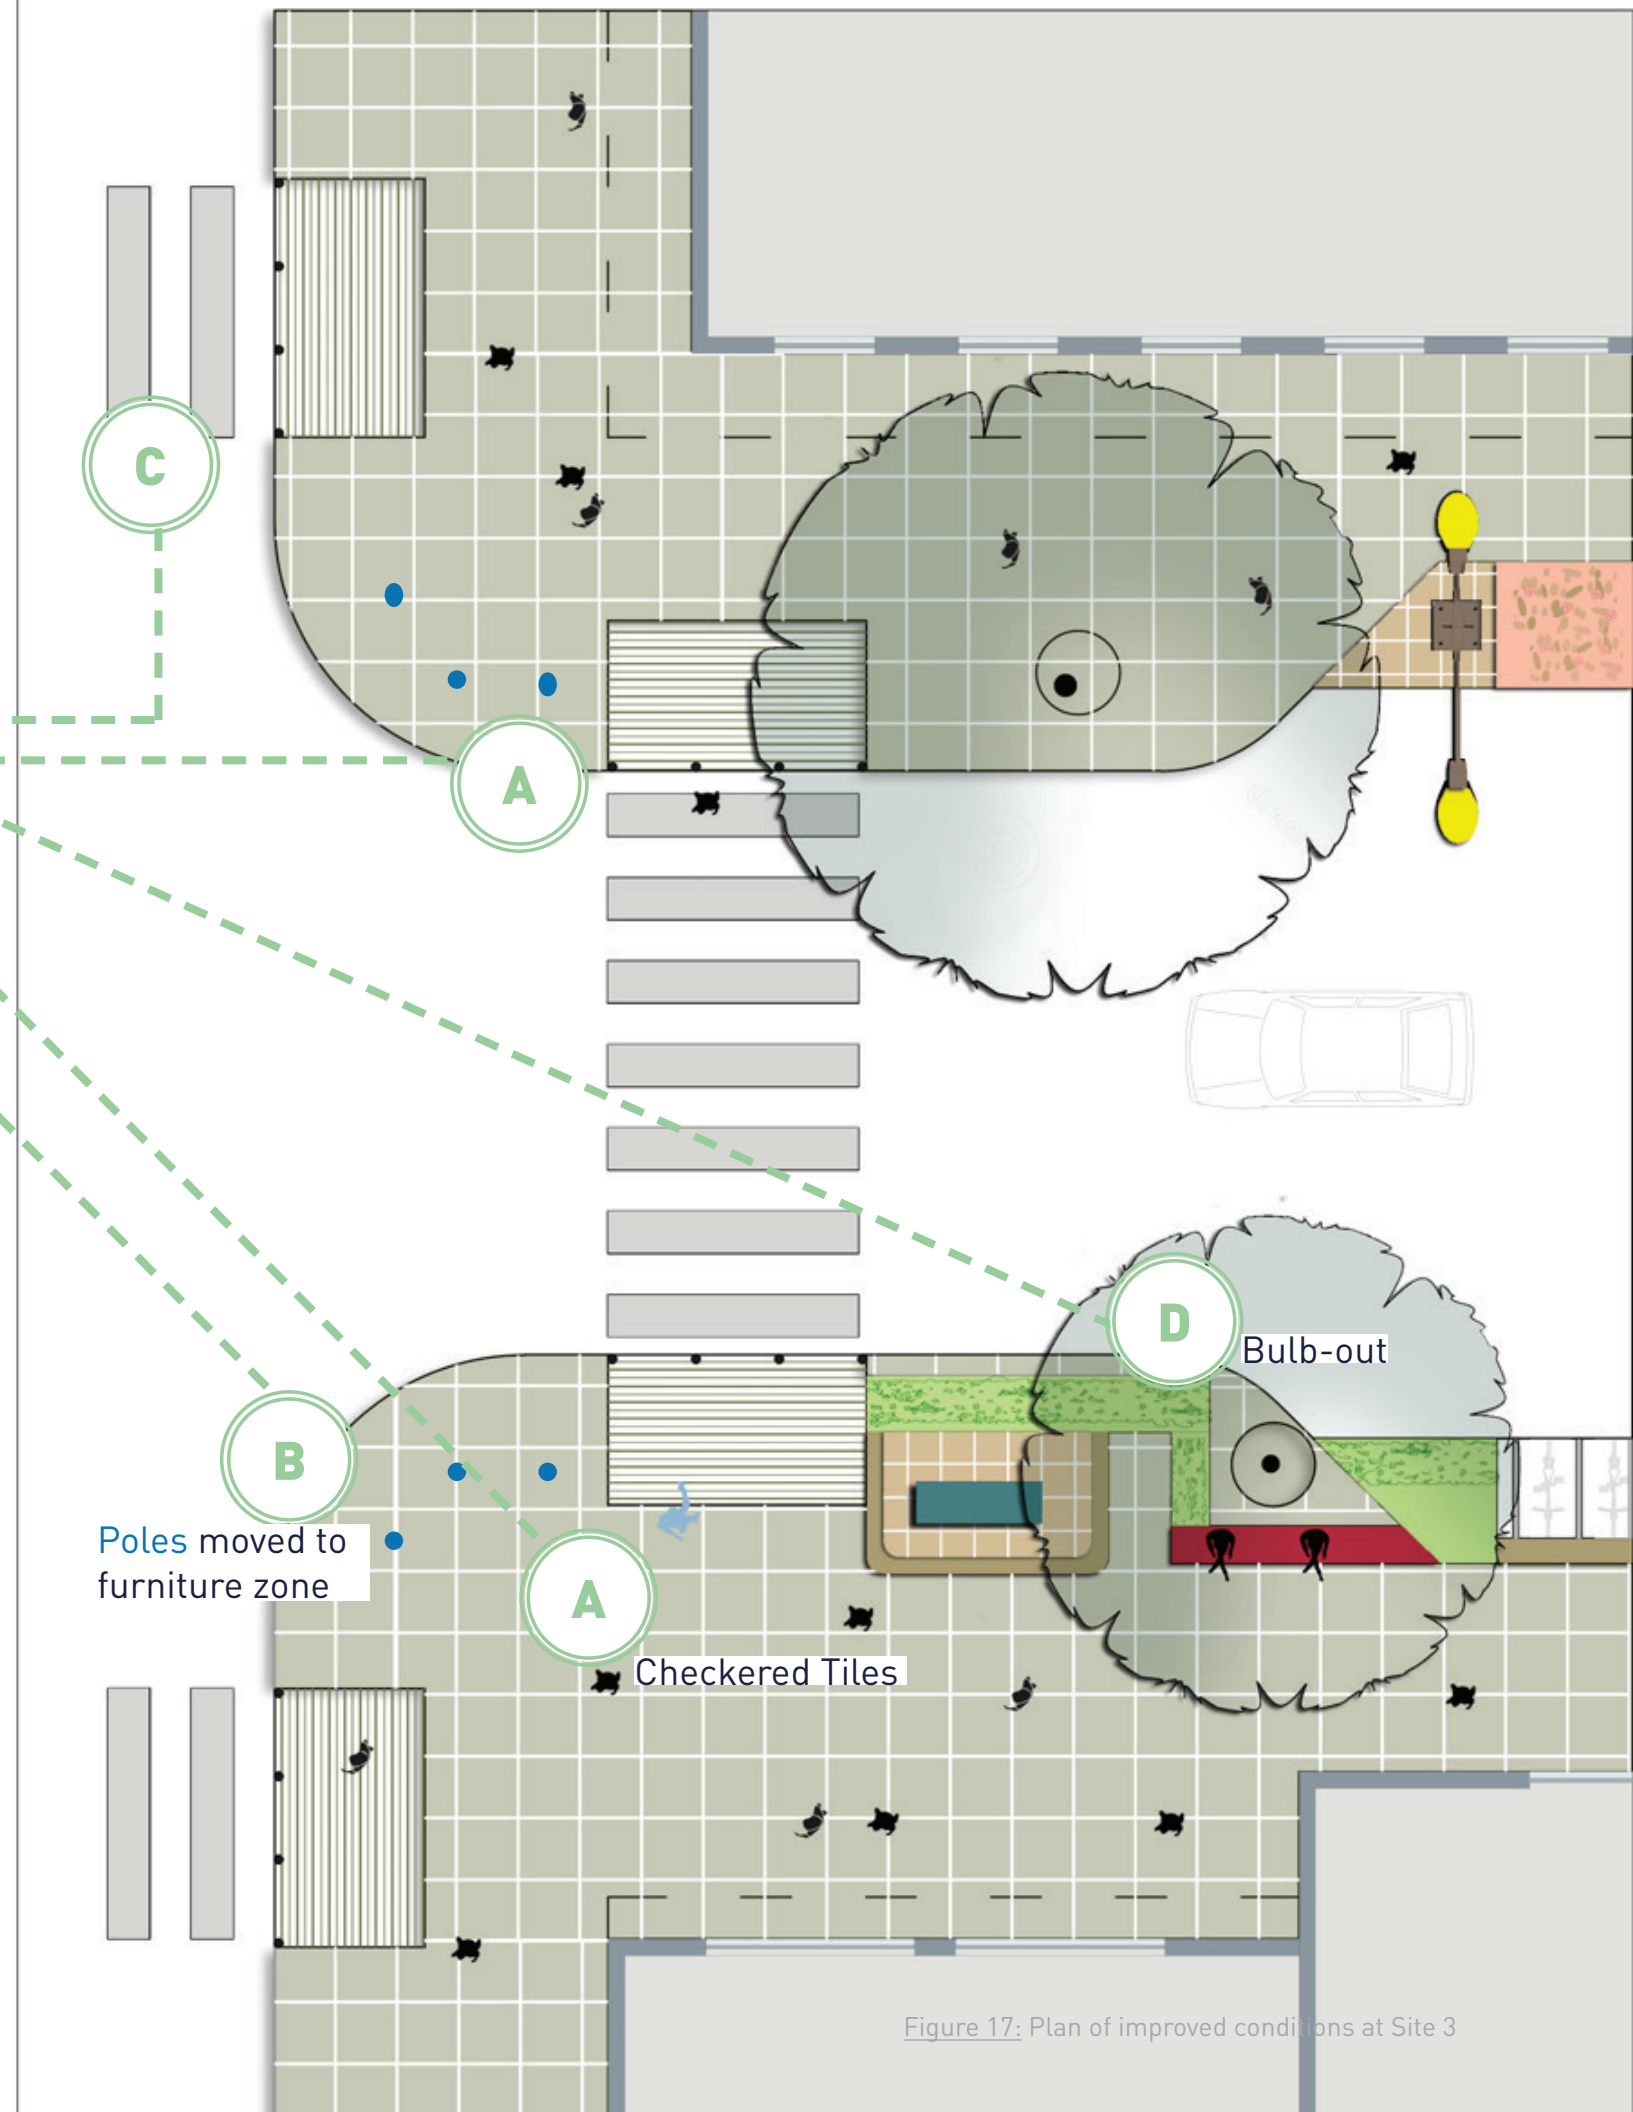 C
A
D
Bulb-out
B
Poles moved to
furniture zone
A
Checkered Tiles
Figure 17: Plan of improved conditions at Site 3